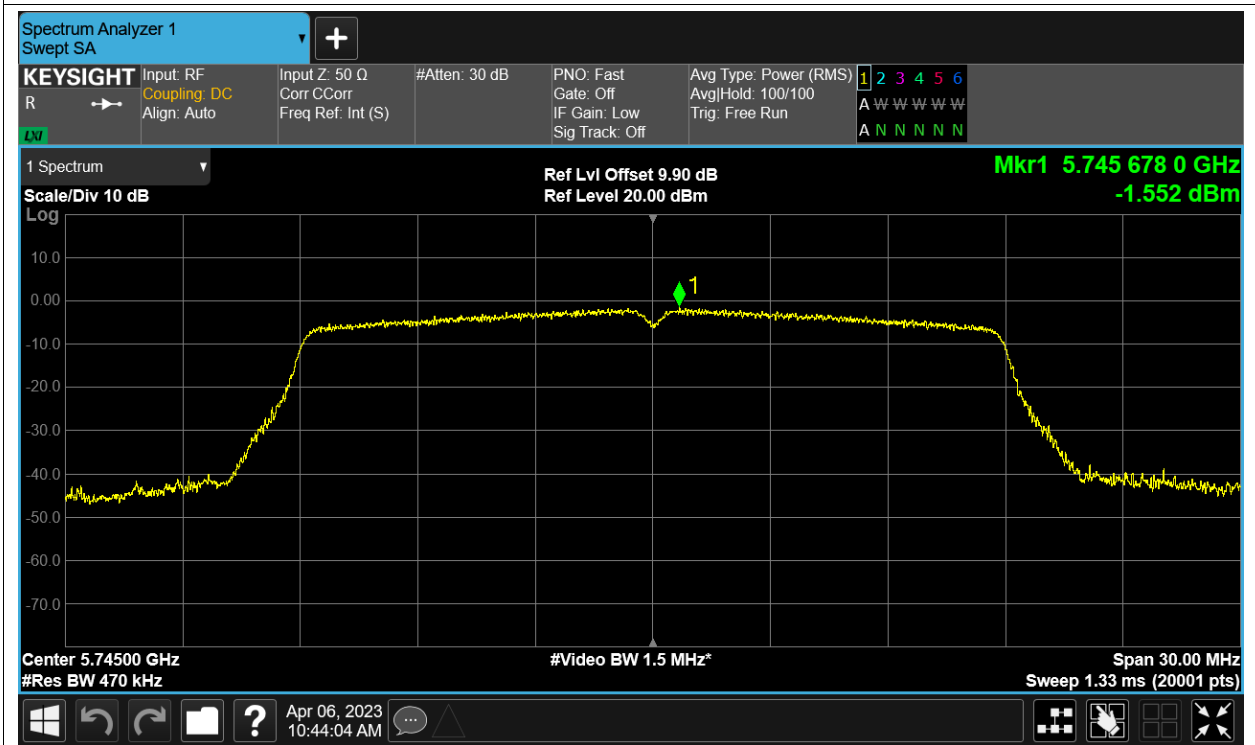 Spectrum Analyzer 1
Swept SA
KEYSIGHT
R
LXI
Input: RF
Coupling: DC
Align: Auto
Input Z: 50 Ω
Corr CCorr
Freq Ref: Int (S)
#Atten: 30 dB
PNO: Fast
Gate: Off
IF Gain: Low
Sig Track: Off
Avg Type: Power (RMS)
Avg|Hold: 100/100
Trig: Free Run
1 2 3 4 5 6
A W W W W W
A N N N N N
1 Spectrum
Scale/Div 10 dB
Log
Ref Lvl Offset 9.90 dB
Ref Level 20.00 dBm
Mkr1 5.745 678 0 GHz
-1.552 dBm
1
10.0
0.00
-10.0
-20.0
-30.0
-40.0
-50.0
-60.0
-70.0
Center 5.74500 GHz
#Video BW 1.5 MHz*
Span 30.00 MHz
#Res BW 470 kHz
Sweep 1.33 ms (20001 pts)
?
Apr 06, 2023
10:44:04 AM